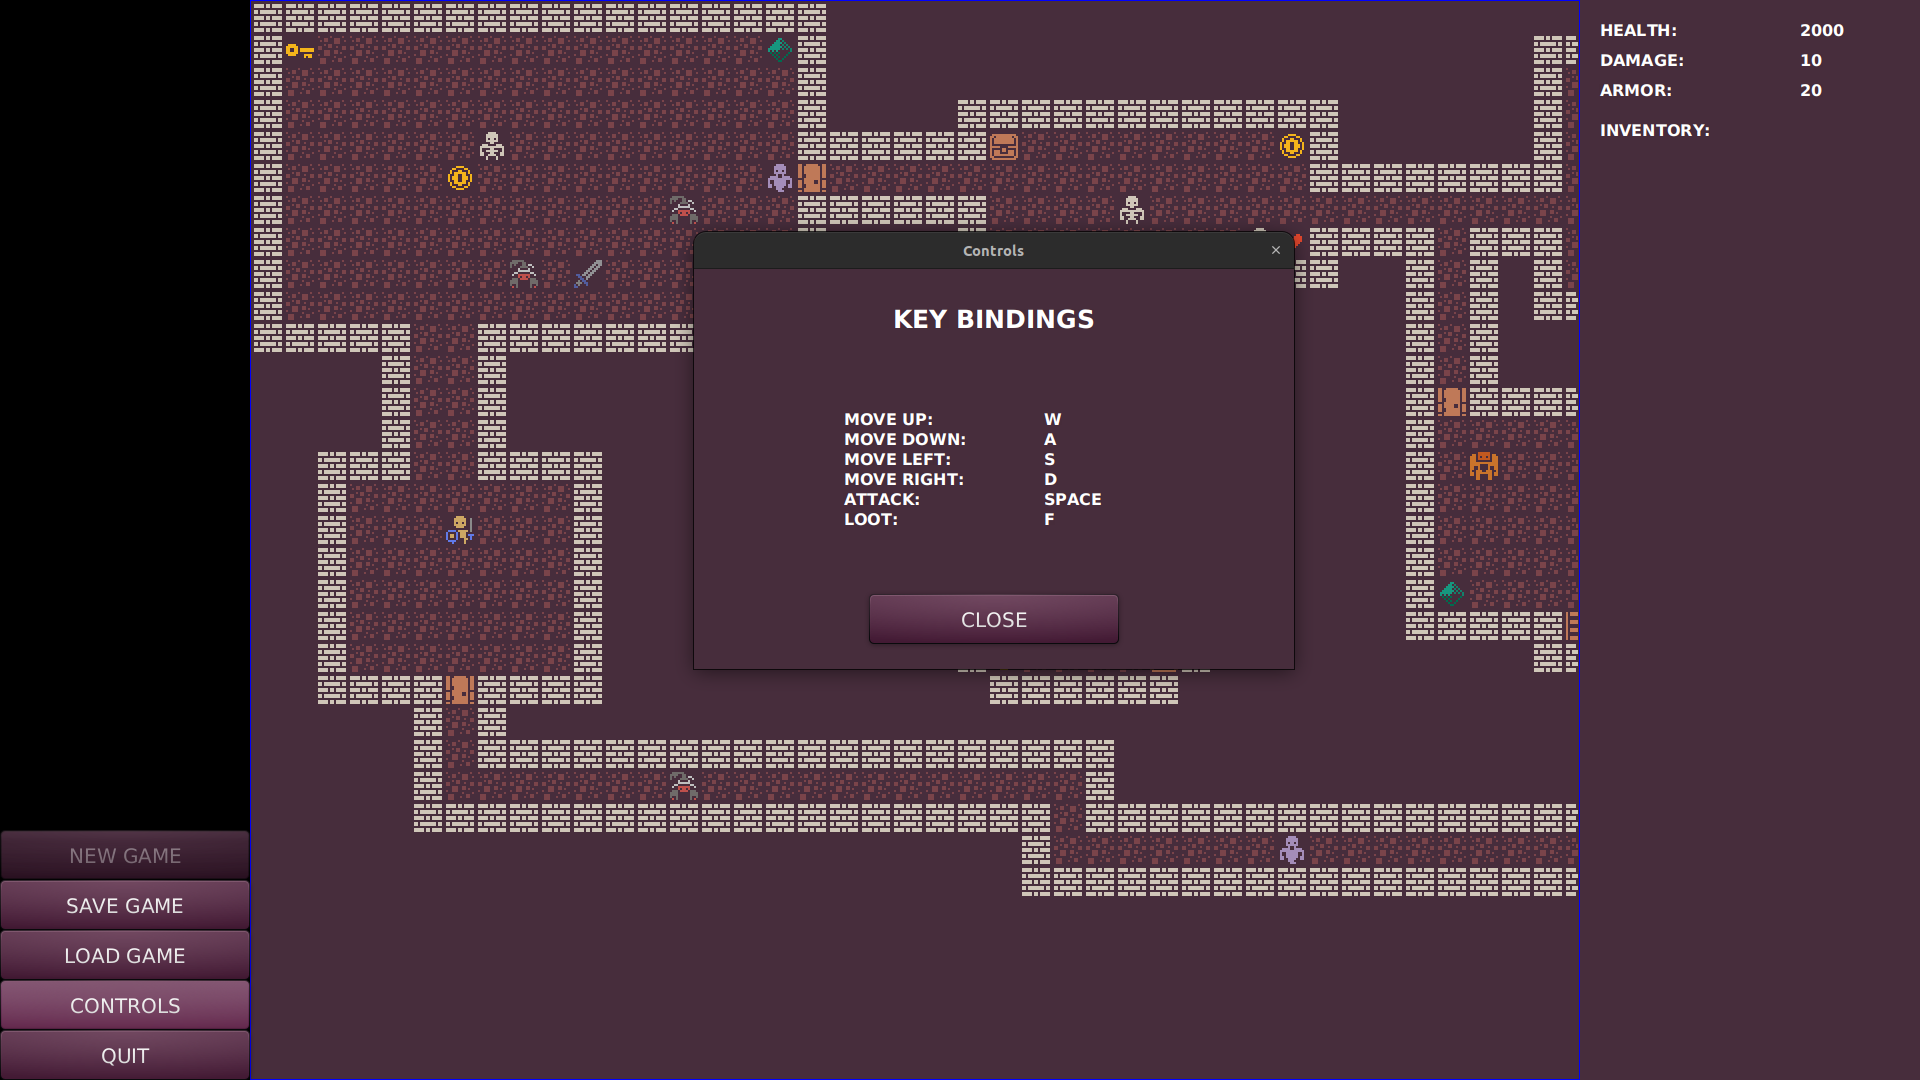 HEALTH: 2000
DAMAGE: 10
ARMOR: 20
INVENTORY:
Controls ×
KEY BINDINGS
MOVE UP: W
MOVE DOWN: A
MOVE LEFT: S
MOVE RIGHT: D
ATTACK: SPACE
LOOT: F
CLOSE
NEW GAME
SAVE GAME
LOAD GAME
CONTROLS
QUIT